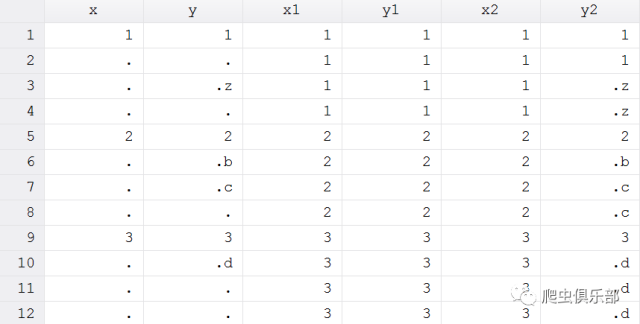 x y x1 y1 x2 y2
1 1 1 1 1 1 1
2 . . 1 1 1 1
3 . .z 1 1 1 .z
4 . . 1 1 1 .z
5 2 2 2 2 2 2
6 . .b 2 2 2 .b
7 . .c 2 2 2 .c
8 . . 2 2 2 .c
9 3 3 3 3 3 3
10 . .d 3 3 3 .d
11 . . 3 3 3 .d
12 . . 3 3 3 .d
爬虫俱乐部